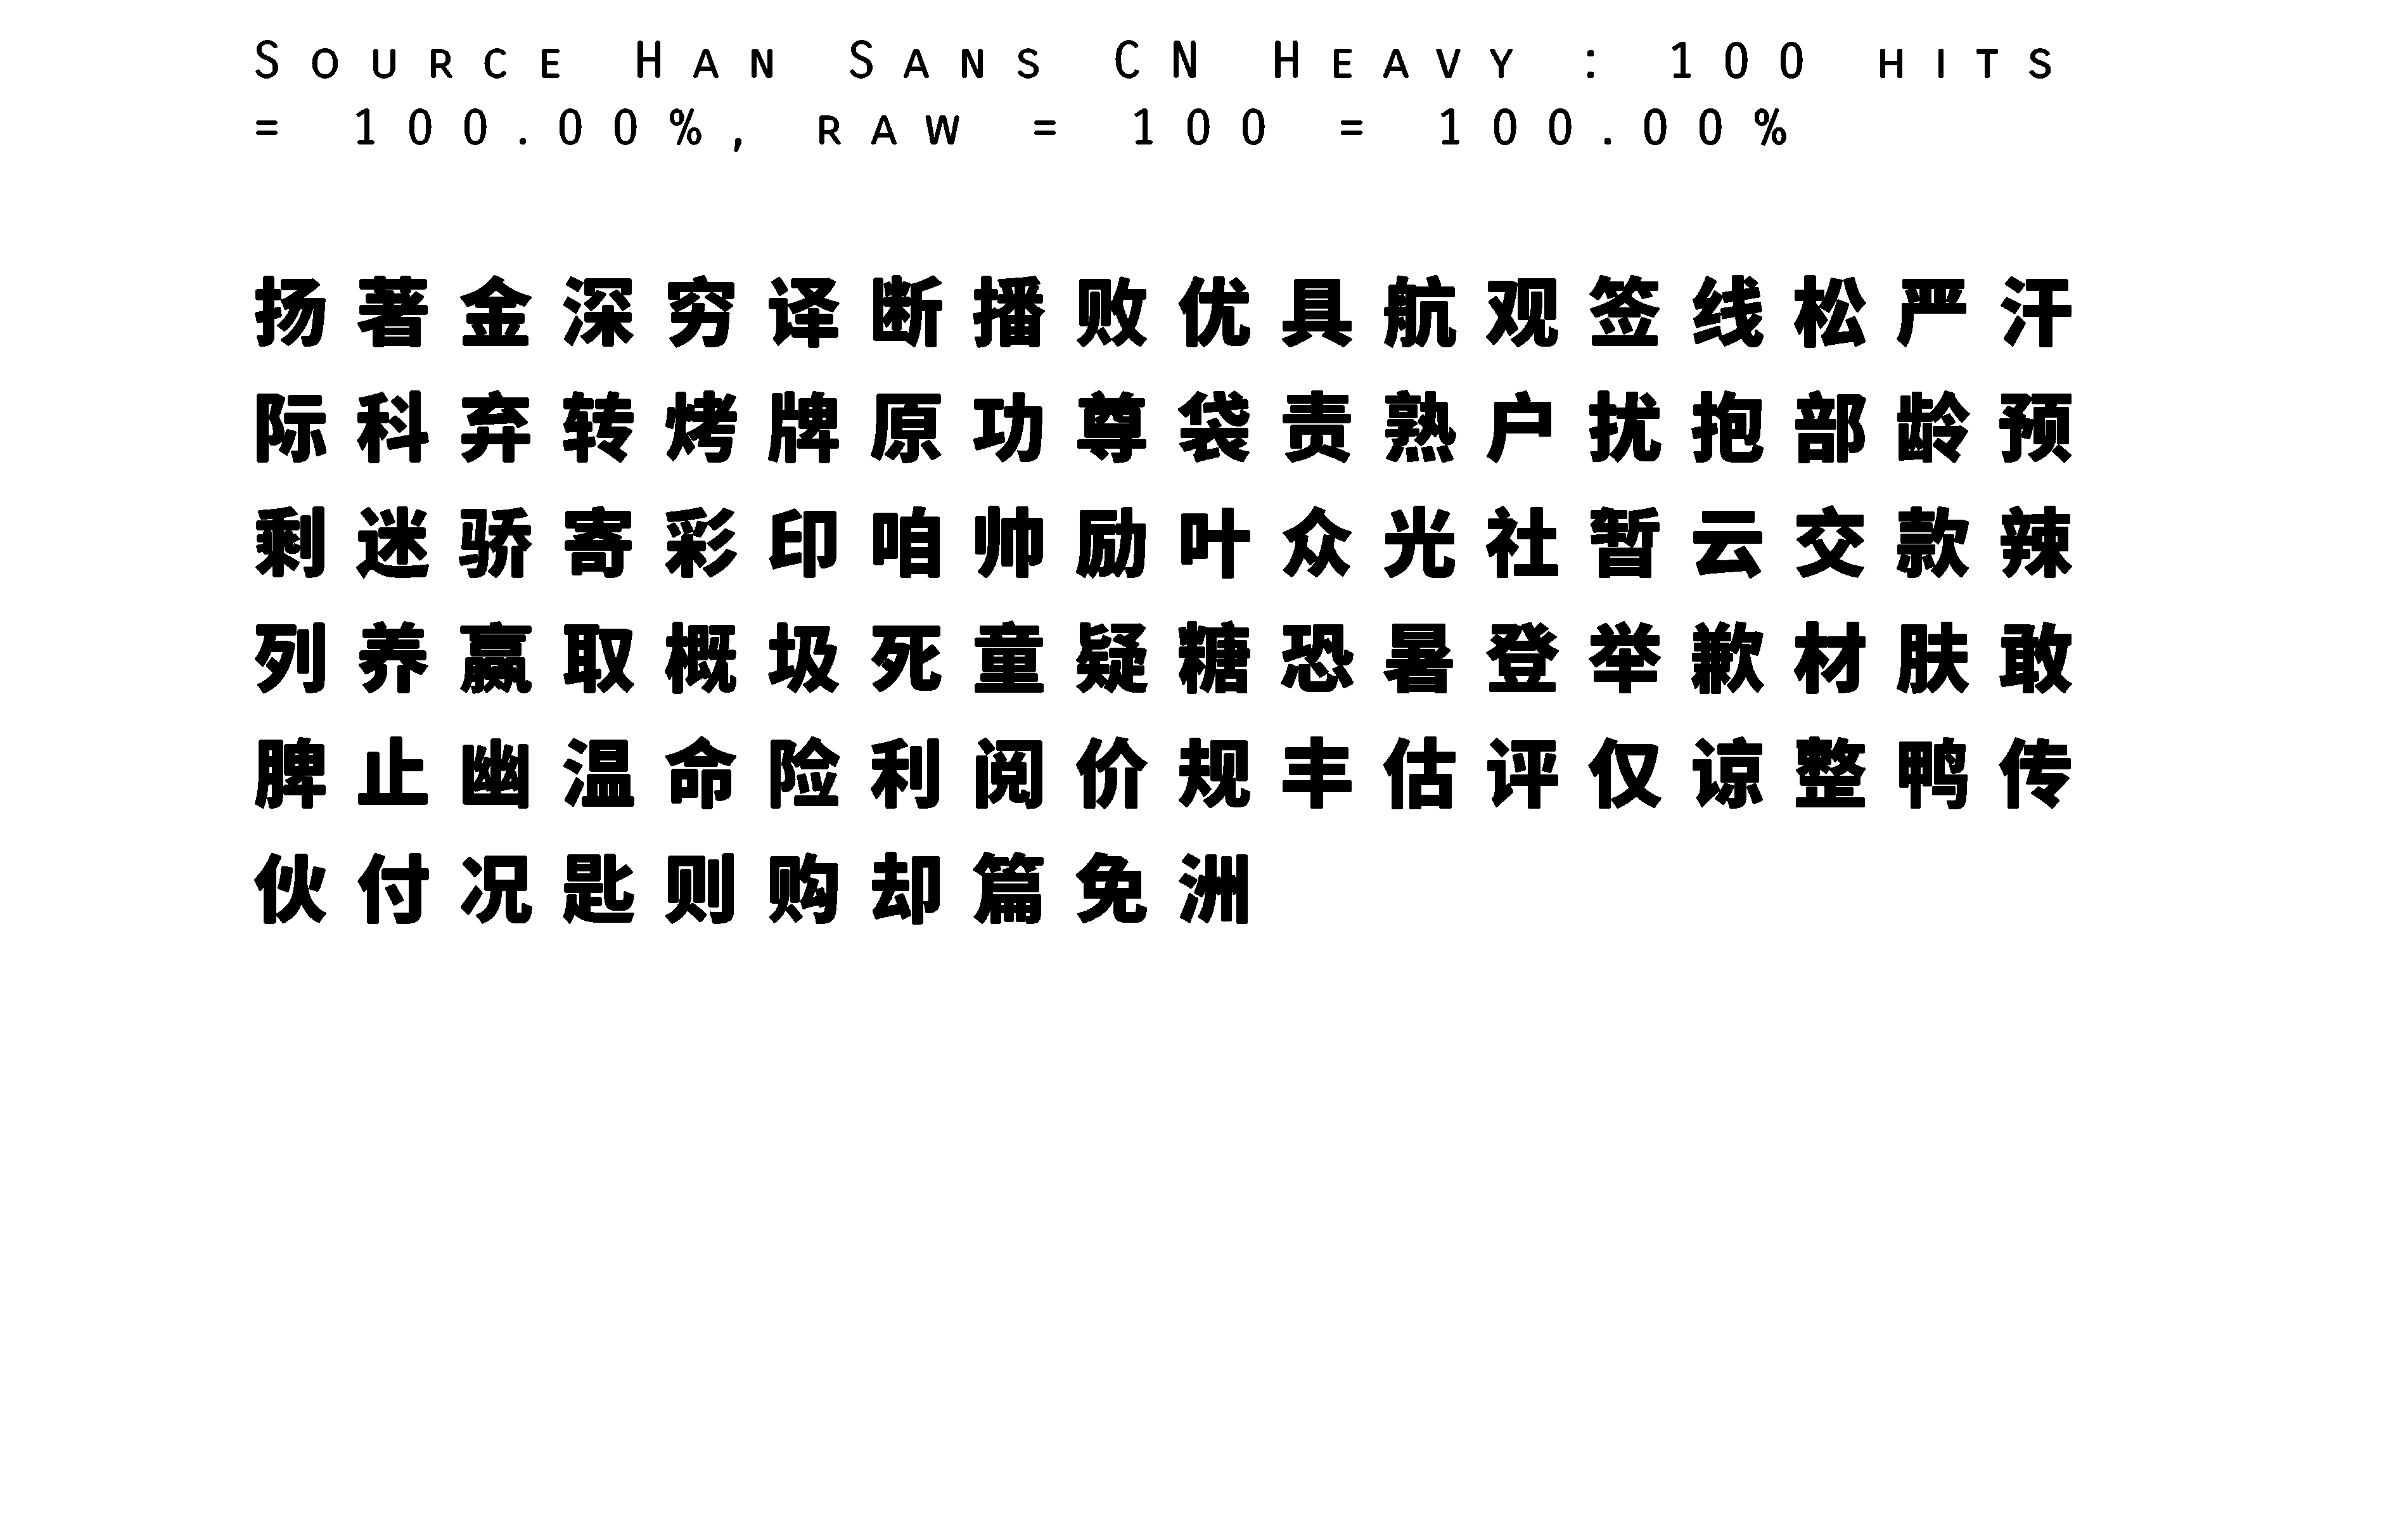 Source Han Sans CN Heavy : 100 hits
= 100.00%, raw = 100 = 100.00%
扬著金深穷译断播败优具航观签线松严汗
际科弃转烤牌原功尊袋责熟户扰抱部龄预
剩迷骄寄彩印咱帅励叶众光社暂云交款辣
列养赢取概圾死童疑糖恐暑登举歉材肤敢
脾止幽温命险利阅价规丰估评仅谅整鸭传
伙付况匙则购却篇免洲